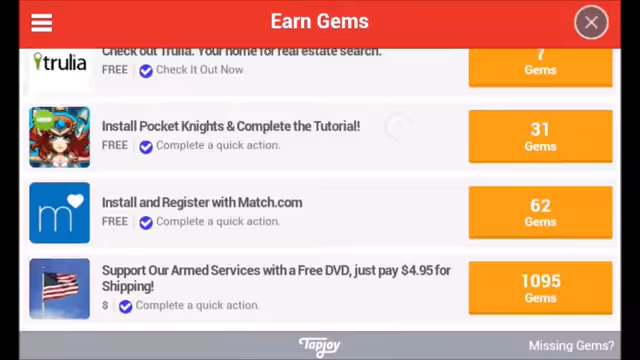 Earn Gems
trulia
Check out Trulia. Your home for real estate search.
FREE Check It Out Now
7
Gems
Install Pocket Knights & Complete the Tutorial!
FREE Complete a quick action.
31
Gems
m
Install and Register with Match.com
FREE Complete a quick action.
62
Gems
Support Our Armed Services with a Free DVD, just pay $4.95 for
Shipping!
$ Complete a quick action.
1095
Gems
Tapjoy
Missing Gems?